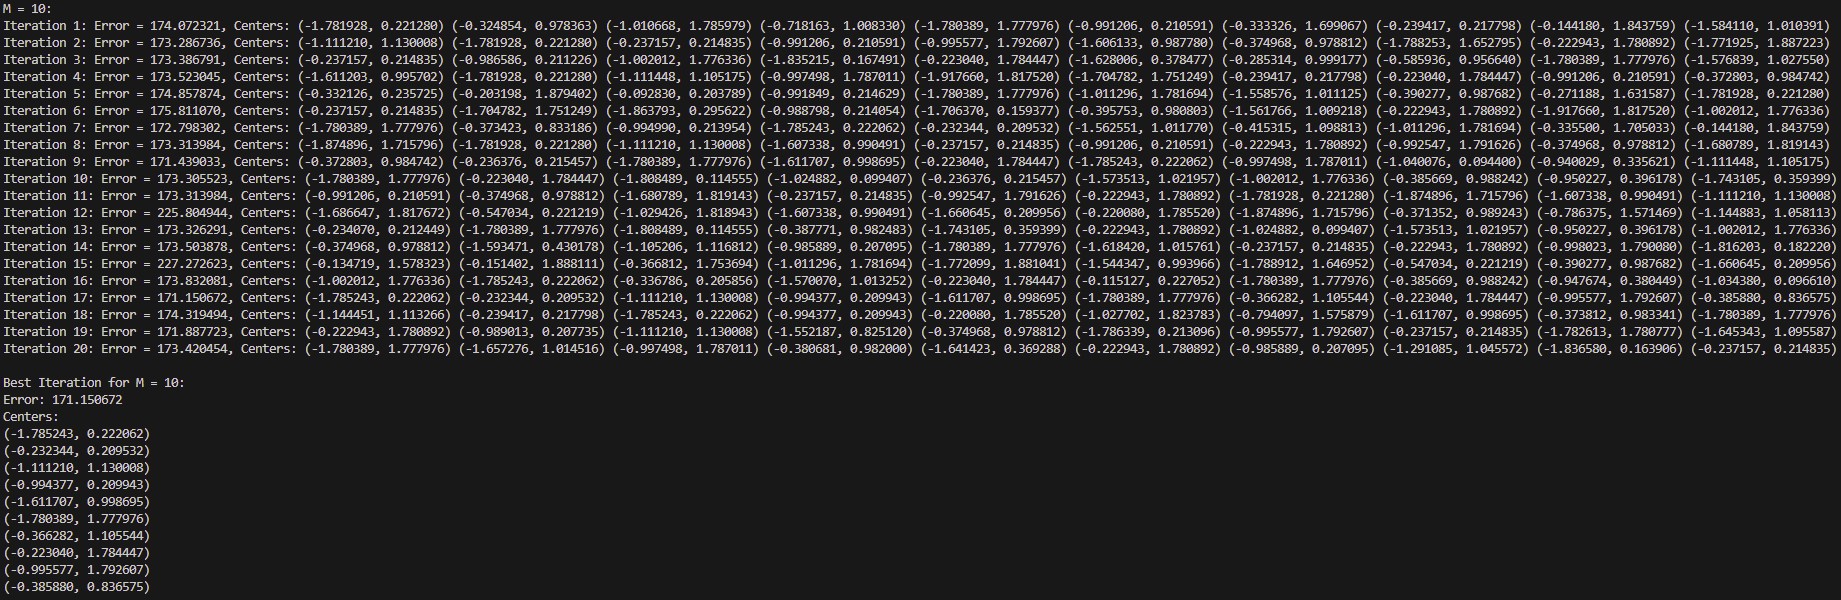 M = 10:
Iteration 1: Error = 174.072321, Centers: (-1.781928, 0.221280) (-0.324854, 0.978363) (-1.010668, 1.785979) (-0.718163, 1.008330) (-1.780389, 1.777976) (-0.991206, 0.210591) (-0.333326, 1.699067) (-0.239417, 0.217798) (-0.144180, 1.843759) (-1.584110, 1.010391)
Iteration 2: Error = 173.286736, Centers: (-1.111210, 1.130008) (-1.781928, 0.221280) (-0.237157, 0.214835) (-0.991206, 0.210591) (-0.995577, 1.792607) (-1.606133, 0.987780) (-0.374968, 0.978812) (-1.788253, 1.652795) (-0.222943, 1.780892) (-1.771925, 1.887223)
Iteration 3: Error = 173.386791, Centers: (-0.237157, 0.214835) (-0.986586, 0.211226) (-1.002012, 1.776336) (-1.835215, 0.167491) (-0.223040, 1.784447) (-1.628006, 0.378477) (-0.285314, 0.999177) (-0.585936, 0.956640) (-1.780389, 1.777976) (-1.576839, 1.027550)
Iteration 4: Error = 173.523045, Centers: (-1.611203, 0.995702) (-1.781928, 0.221280) (-1.111448, 1.105175) (-0.997498, 1.787011) (-1.917660, 1.817520) (-1.704782, 1.751249) (-0.239417, 0.217798) (-0.223040, 1.784447) (-0.991206, 0.210591) (-0.372803, 0.984742)
Iteration 5: Error = 174.857874, Centers: (-0.332126, 0.235725) (-0.203198, 1.879402) (-0.092830, 0.203789) (-0.991849, 0.214629) (-1.780389, 1.777976) (-1.011296, 1.781694) (-1.558576, 1.011125) (-0.390277, 0.987682) (-0.271188, 1.631587) (-1.781928, 0.221280)
Iteration 6: Error = 175.811070, Centers: (-0.237157, 0.214835) (-1.704782, 1.751249) (-1.863793, 0.295622) (-0.988798, 0.214054) (-1.706370, 0.159377) (-0.395753, 0.980803) (-1.561766, 1.009218) (-0.222943, 1.780892) (-1.917660, 1.817520) (-1.002012, 1.776336)
Iteration 7: Error = 172.798302, Centers: (-1.780389, 1.777976) (-0.373423, 0.833186) (-0.994990, 0.213954) (-1.785243, 0.222062) (-0.232344, 0.209532) (-1.562551, 1.011770) (-0.415315, 1.098813) (-1.011296, 1.781694) (-0.335500, 1.705033) (-0.144180, 1.843759)
Iteration 8: Error = 173.313984, Centers: (-1.874896, 1.715796) (-1.781928, 0.221280) (-1.111210, 1.130008) (-1.607338, 0.990491) (-0.237157, 0.214835) (-0.991206, 0.210591) (-0.222943, 1.780892) (-0.992547, 1.791626) (-0.374968, 0.978812) (-1.680789, 1.819143)
Iteration 9: Error = 171.439033, Centers: (-0.372803, 0.984742) (-0.236376, 0.215457) (-1.780389, 1.777976) (-1.611707, 0.998695) (-0.223040, 1.784447) (-1.785243, 0.222062) (-0.997498, 1.787011) (-1.040076, 0.094400) (-0.940029, 0.335621) (-1.111448, 1.105175)
Iteration 10: Error = 173.305523, Centers: (-1.780389, 1.777976) (-0.223040, 1.784447) (-1.808489, 0.114555) (-1.024882, 0.099407) (-0.236376, 0.215457) (-1.573513, 1.021957) (-1.002012, 1.776336) (-0.385669, 0.988242) (-0.950227, 0.396178) (-1.743105, 0.359399)
Iteration 11: Error = 173.313984, Centers: (-0.991206, 0.210591) (-0.374968, 0.978812) (-1.680789, 1.819143) (-0.237157, 0.214835) (-0.992547, 1.791626) (-0.222943, 1.780892) (-1.781928, 0.221280) (-1.874896, 1.715796) (-1.607338, 0.990491) (-1.111210, 1.130008)
Iteration 12: Error = 225.804944, Centers: (-1.686647, 1.817672) (-0.547034, 0.221219) (-1.029426, 1.818943) (-1.607338, 0.990491) (-1.660645, 0.209956) (-0.220080, 1.785520) (-1.874896, 1.715796) (-0.371352, 0.989243) (-0.786375, 1.571469) (-1.144883, 1.058113)
Iteration 13: Error = 173.326291, Centers: (-0.234070, 0.212449) (-1.780389, 1.777976) (-1.808489, 0.114555) (-0.387771, 0.982483) (-1.743105, 0.359399) (-0.222943, 1.780892) (-1.024882, 0.099407) (-1.573513, 1.021957) (-0.950227, 0.396178) (-1.002012, 1.776336)
Iteration 14: Error = 173.503878, Centers: (-0.374968, 0.978812) (-1.593471, 0.430178) (-1.105206, 1.116812) (-0.985889, 0.207095) (-1.780389, 1.777976) (-1.618420, 1.015761) (-0.237157, 0.214835) (-0.222943, 1.780892) (-0.998023, 1.790080) (-1.816203, 0.182220)
Iteration 15: Error = 227.272623, Centers: (-0.134719, 1.578323) (-0.151402, 1.888111) (-0.366812, 1.753694) (-1.011296, 1.781694) (-1.772099, 1.881041) (-1.544347, 0.993966) (-1.788912, 1.646952) (-0.547034, 0.221219) (-0.390277, 0.987682) (-1.660645, 0.209956)
Iteration 16: Error = 173.832081, Centers: (-1.002012, 1.776336) (-1.785243, 0.222062) (-0.336786, 0.205856) (-1.570070, 1.013252) (-0.223040, 1.784447) (-0.115127, 0.227052) (-1.780389, 1.777976) (-0.385669, 0.988242) (-0.947674, 0.380449) (-1.034380, 0.096610)
Iteration 17: Error = 171.150672, Centers: (-1.785243, 0.222062) (-0.232344, 0.209532) (-1.111210, 1.130008) (-0.994377, 0.209943) (-1.611707, 0.998695) (-1.780389, 1.777976) (-0.366282, 1.105544) (-0.223040, 1.784447) (-0.995577, 1.792607) (-0.385880, 0.836575)
Iteration 18: Error = 174.319494, Centers: (-1.144451, 1.113266) (-0.239417, 0.217798) (-1.785243, 0.222062) (-0.994377, 0.209943) (-0.220080, 1.785520) (-1.027702, 1.823783) (-0.794097, 1.575879) (-1.611707, 0.998695) (-0.373812, 0.983341) (-1.780389, 1.777976)
Iteration 19: Error = 171.887723, Centers: (-0.222943, 1.780892) (-0.989013, 0.207735) (-1.111210, 1.130008) (-1.552187, 0.825120) (-0.374968, 0.978812) (-1.786339, 0.213096) (-0.995577, 1.792607) (-0.237157, 0.214835) (-1.782613, 1.780777) (-1.645343, 1.095587)
Iteration 20: Error = 173.420454, Centers: (-1.780389, 1.777976) (-1.657276, 1.014516) (-0.997498, 1.787011) (-0.380681, 0.982000) (-1.641423, 0.369288) (-0.222943, 1.780892) (-0.985889, 0.207095) (-1.291085, 1.045572) (-1.836580, 0.163906) (-0.237157, 0.214835)
Best Iteration for M = 10:
Error: 171.150672
Centers:
(-1.785243, 0.222062)
(-0.232344, 0.209532)
(-1.111210, 1.130008)
(-0.994377, 0.209943)
(-1.611707, 0.998695)
(-1.780389, 1.777976)
(-0.366282, 1.105544)
(-0.223040, 1.784447)
(-0.995577, 1.792607)
(-0.385880, 0.836575)